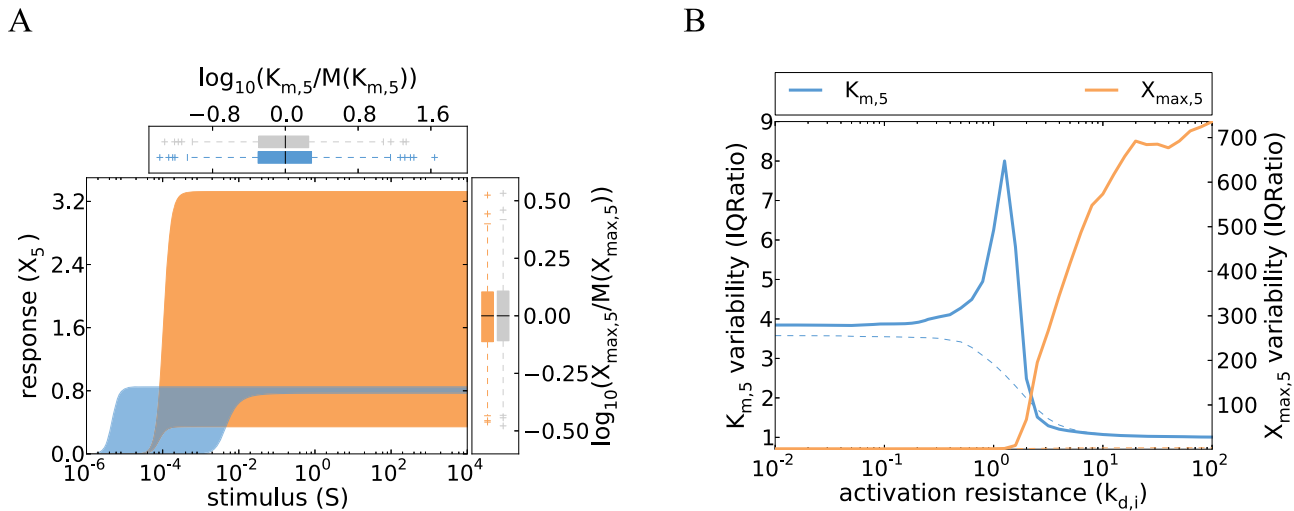 A
B
log10(Km,5/M(Km,5))
−0.8 0.0 0.8 1.6
3.2
2.4
1.6
0.8
0.0
response (X5)
10-6 10-4 10-2 100 102 104
stimulus (S)
0.50
0.25
0.00
−0.25
−0.50
log10(Xmax,5/M(Xmax,5))
Km,5 Xmax,5
9
8
7
6
5
4
3
2
1
Km,5 variability (IQRatio)
700
600
500
400
300
200
100
Xmax,5 variability (IQRatio)
10-2 10-1 100 101 102
activation resistance (kd,i)